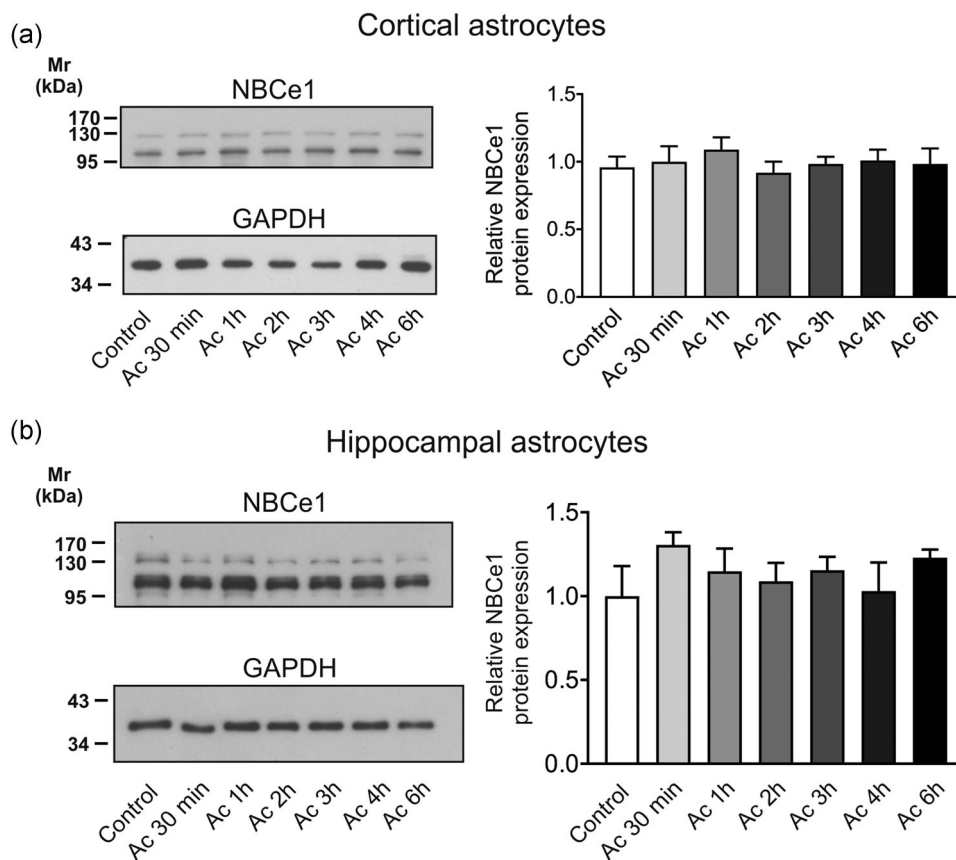 (a)
Cortical astrocytes
Mr
(kDa)
NBCe1
170
130
95
GAPDH
43
34
Control
Ac 30 min
Ac 1h
Ac 2h
Ac 3h
Ac 4h
Ac 6h
Relative NBCe1
protein expression
1.5
1.0
0.5
0.0
Control
Ac 30 min
Ac 1h
Ac 2h
Ac 3h
Ac 4h
Ac 6h
(b)
Hippocampal astrocytes
Mr
(kDa)
NBCe1
170
130
95
GAPDH
43
34
Control
Ac 30 min
Ac 1h
Ac 2h
Ac 3h
Ac 4h
Ac 6h
Relative NBCe1
protein expression
1.5
1.0
0.5
0.0
Control
Ac 30 min
Ac 1h
Ac 2h
Ac 3h
Ac 4h
Ac 6h